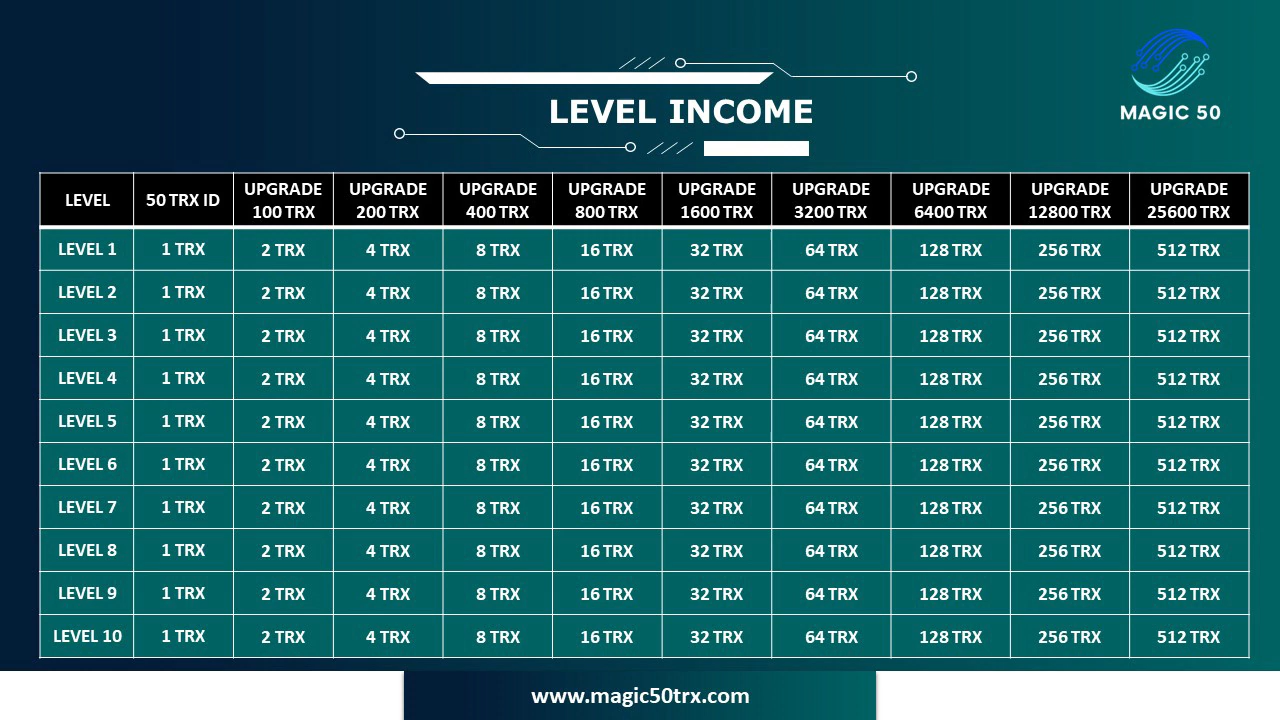 MAGIC 50
LEVEL INCOME
LEVEL 50 TRX ID UPGRADE 100 TRX UPGRADE 200 TRX UPGRADE 400 TRX UPGRADE 800 TRX UPGRADE 1600 TRX UPGRADE 3200 TRX UPGRADE 6400 TRX UPGRADE 12800 TRX UPGRADE 25600 TRX
LEVEL 1 1 TRX 2 TRX 4 TRX 8 TRX 16 TRX 32 TRX 64 TRX 128 TRX 256 TRX 512 TRX
LEVEL 2 1 TRX 2 TRX 4 TRX 8 TRX 16 TRX 32 TRX 64 TRX 128 TRX 256 TRX 512 TRX
LEVEL 3 1 TRX 2 TRX 4 TRX 8 TRX 16 TRX 32 TRX 64 TRX 128 TRX 256 TRX 512 TRX
LEVEL 4 1 TRX 2 TRX 4 TRX 8 TRX 16 TRX 32 TRX 64 TRX 128 TRX 256 TRX 512 TRX
LEVEL 5 1 TRX 2 TRX 4 TRX 8 TRX 16 TRX 32 TRX 64 TRX 128 TRX 256 TRX 512 TRX
LEVEL 6 1 TRX 2 TRX 4 TRX 8 TRX 16 TRX 32 TRX 64 TRX 128 TRX 256 TRX 512 TRX
LEVEL 7 1 TRX 2 TRX 4 TRX 8 TRX 16 TRX 32 TRX 64 TRX 128 TRX 256 TRX 512 TRX
LEVEL 8 1 TRX 2 TRX 4 TRX 8 TRX 16 TRX 32 TRX 64 TRX 128 TRX 256 TRX 512 TRX
LEVEL 9 1 TRX 2 TRX 4 TRX 8 TRX 16 TRX 32 TRX 64 TRX 128 TRX 256 TRX 512 TRX
LEVEL 10 1 TRX 2 TRX 4 TRX 8 TRX 16 TRX 32 TRX 64 TRX 128 TRX 256 TRX 512 TRX
www.magic50trx.com